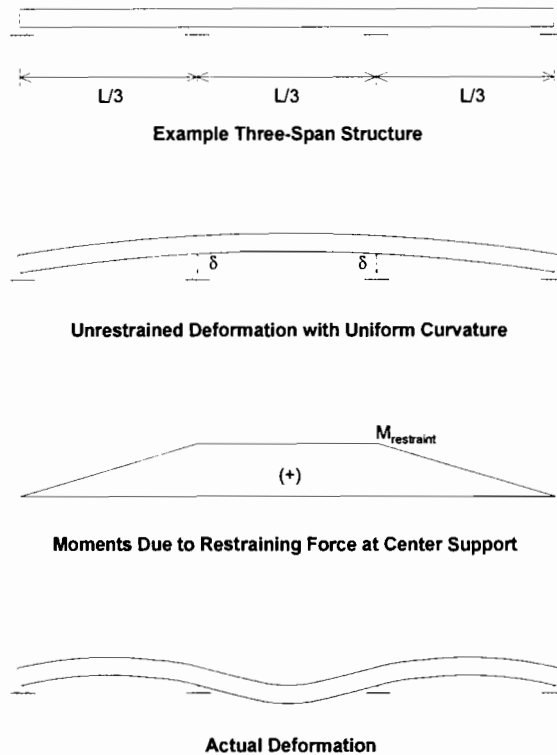 L/3 L/3 L/3
Example Three-Span Structure
δ δ
Unrestrained Deformation with Uniform Curvature
M_restraint
(+)
Moments Due to Restraining Force at Center Support
Actual Deformation